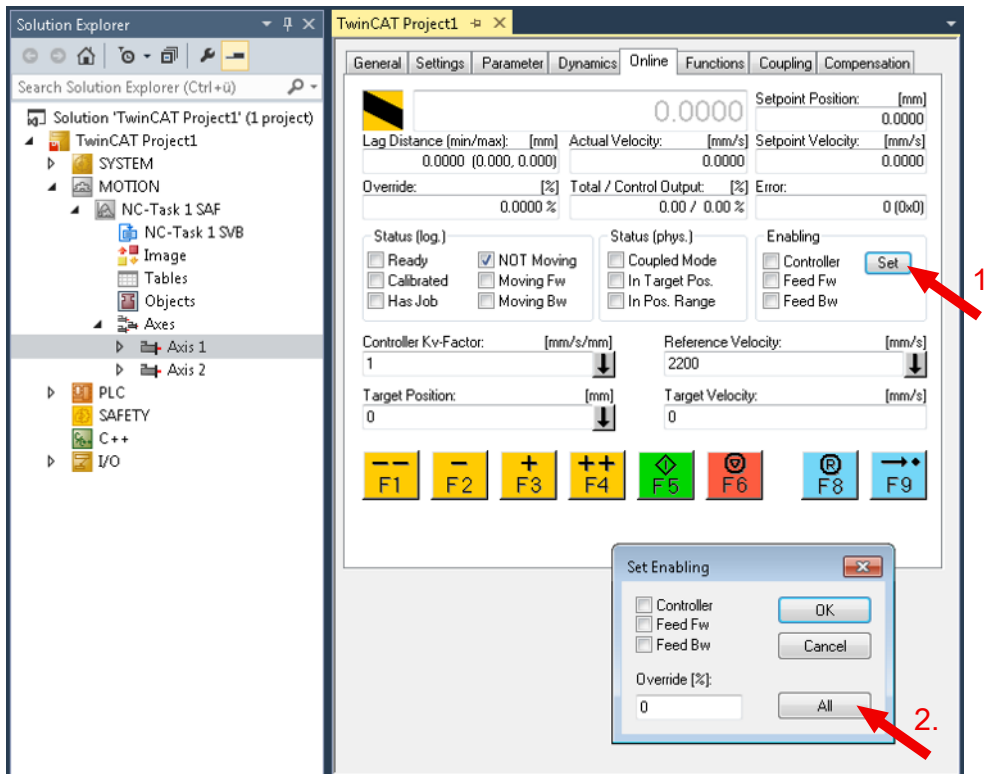 Solution Explorer
Search Solution Explorer (Ctrl+ü)
Solution 'TwinCAT Project1' (1 project)
TwinCAT Project1
SYSTEM
MOTION
NC-Task 1 SAF
NC-Task 1 SVB
Image
Tables
Objects
Axes
Axis 1
Axis 2
PLC
SAFETY
C++
I/O
TwinCAT Project1
General Settings Parameter Dynamics Online Functions Coupling Compensation
0.0000
Setpoint Position: [mm]
0.0000
Lag Distance (min/max): [mm] Actual Velocity: [mm/s] Setpoint Velocity: [mm/s]
0.0000 (0.000, 0.000) 0.0000 0.0000
Override: [%] Total / Control Output: [%] Error:
0.0000 % 0.00 / 0.00 % 0 (0x0)
Status (log.) Status (phys.) Enabling
Ready NOT Moving Coupled Mode Controller Set
Calibrated Moving Fw In Target Pos. Feed Fw
Has Job Moving Bw In Pos. Range Feed Bw
1
Controller Kv-Factor: [mm/s/mm] Reference Velocity: [mm/s]
1 2200
Target Position: [mm] Target Velocity: [mm/s]
0 0
-- - + ++ R
F1 F2 F3 F4 F5 F6 F8 F9
Set Enabling
Controller OK
Feed Fw
Feed Bw Cancel
Override [%]:
0 All
2.